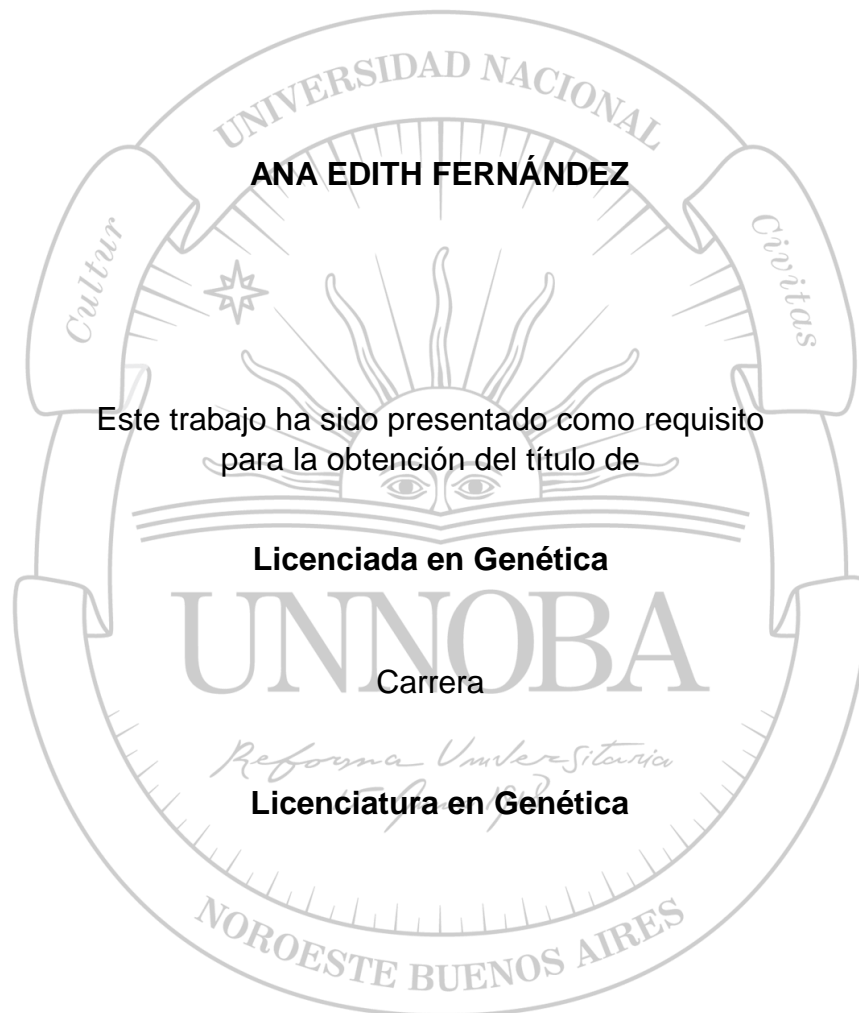 UNIVERSIDAD NACIONAL
ANA EDITH FERNÁNDEZ
Cultur
Civitas
Este trabajo ha sido presentado como requisito
para la obtención del título de
Licenciada en Genética
UNNOBA
Carrera
Reforma Universitaria
Licenciatura en Genética
NOROESTE BUENOS AIRES